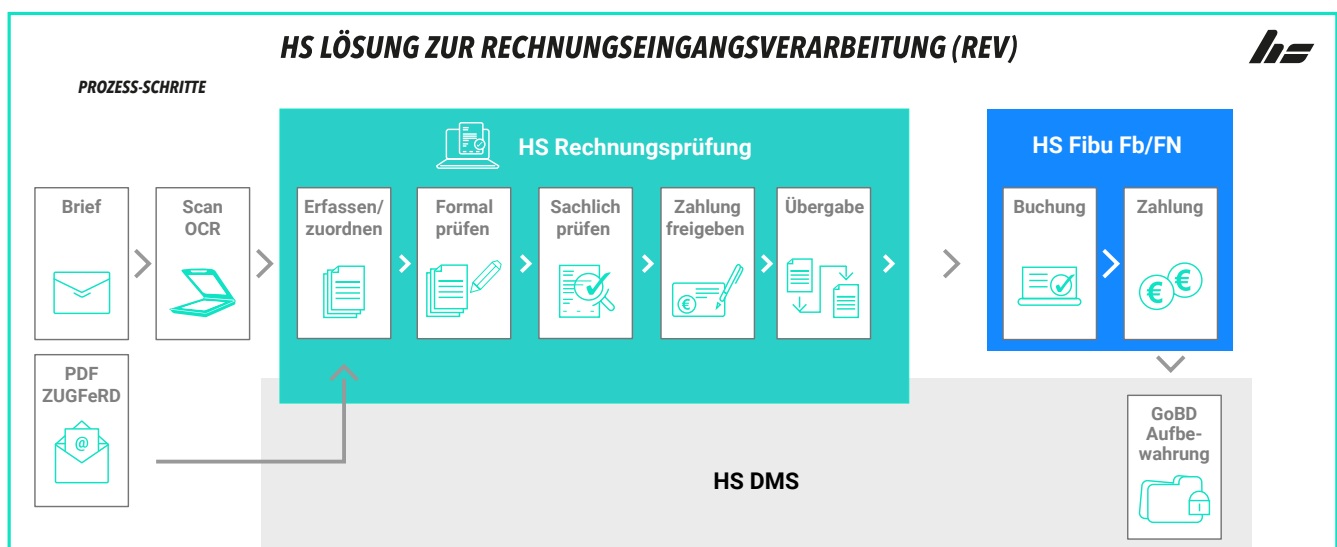 HS LÖSUNG ZUR RECHNUNGSEINGANGSVERARBEITUNG (REV)
hs
PROZESS-SCHRITTE
HS Rechnungsprüfung
HS Fibu Fb/FN
Brief
Scan
OCR
Erfassen/
zuordnen
Formal
prüfen
Sachlich
prüfen
Zahlung
freigeben
Übergabe
Buchung
Zahlung
€
€
€
PDF
ZUGFeRD
@
GoBD
Aufbe-
wahrung
HS DMS